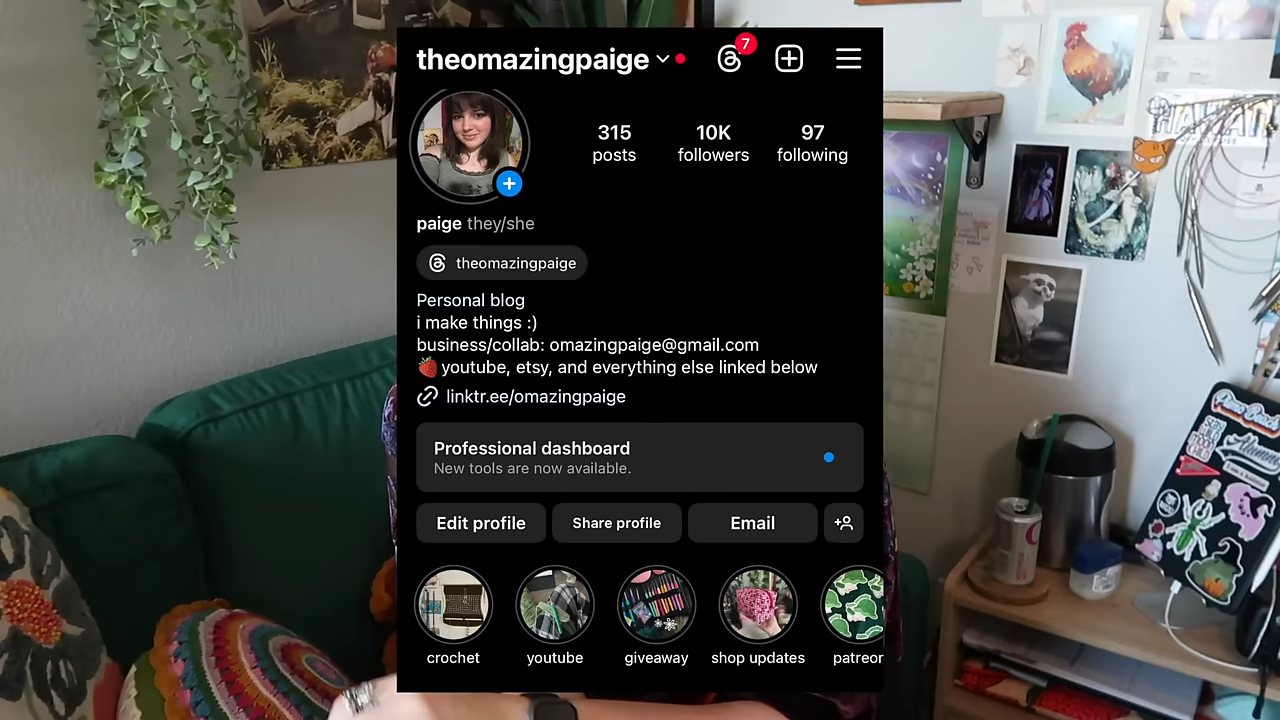 theomazingpaige
7
315 posts
10K followers
97 following
paige they/she
theomazingpaige
Personal blog
i make things :)
business/collab: omazingpaige@gmail.com
🍓 youtube, etsy, and everything else linked below
linktr.ee/omazingpaige
Professional dashboard
New tools are now available.
Edit profile
Share profile
Email
crochet
youtube
giveaway
shop updates
patreon
HAWAII